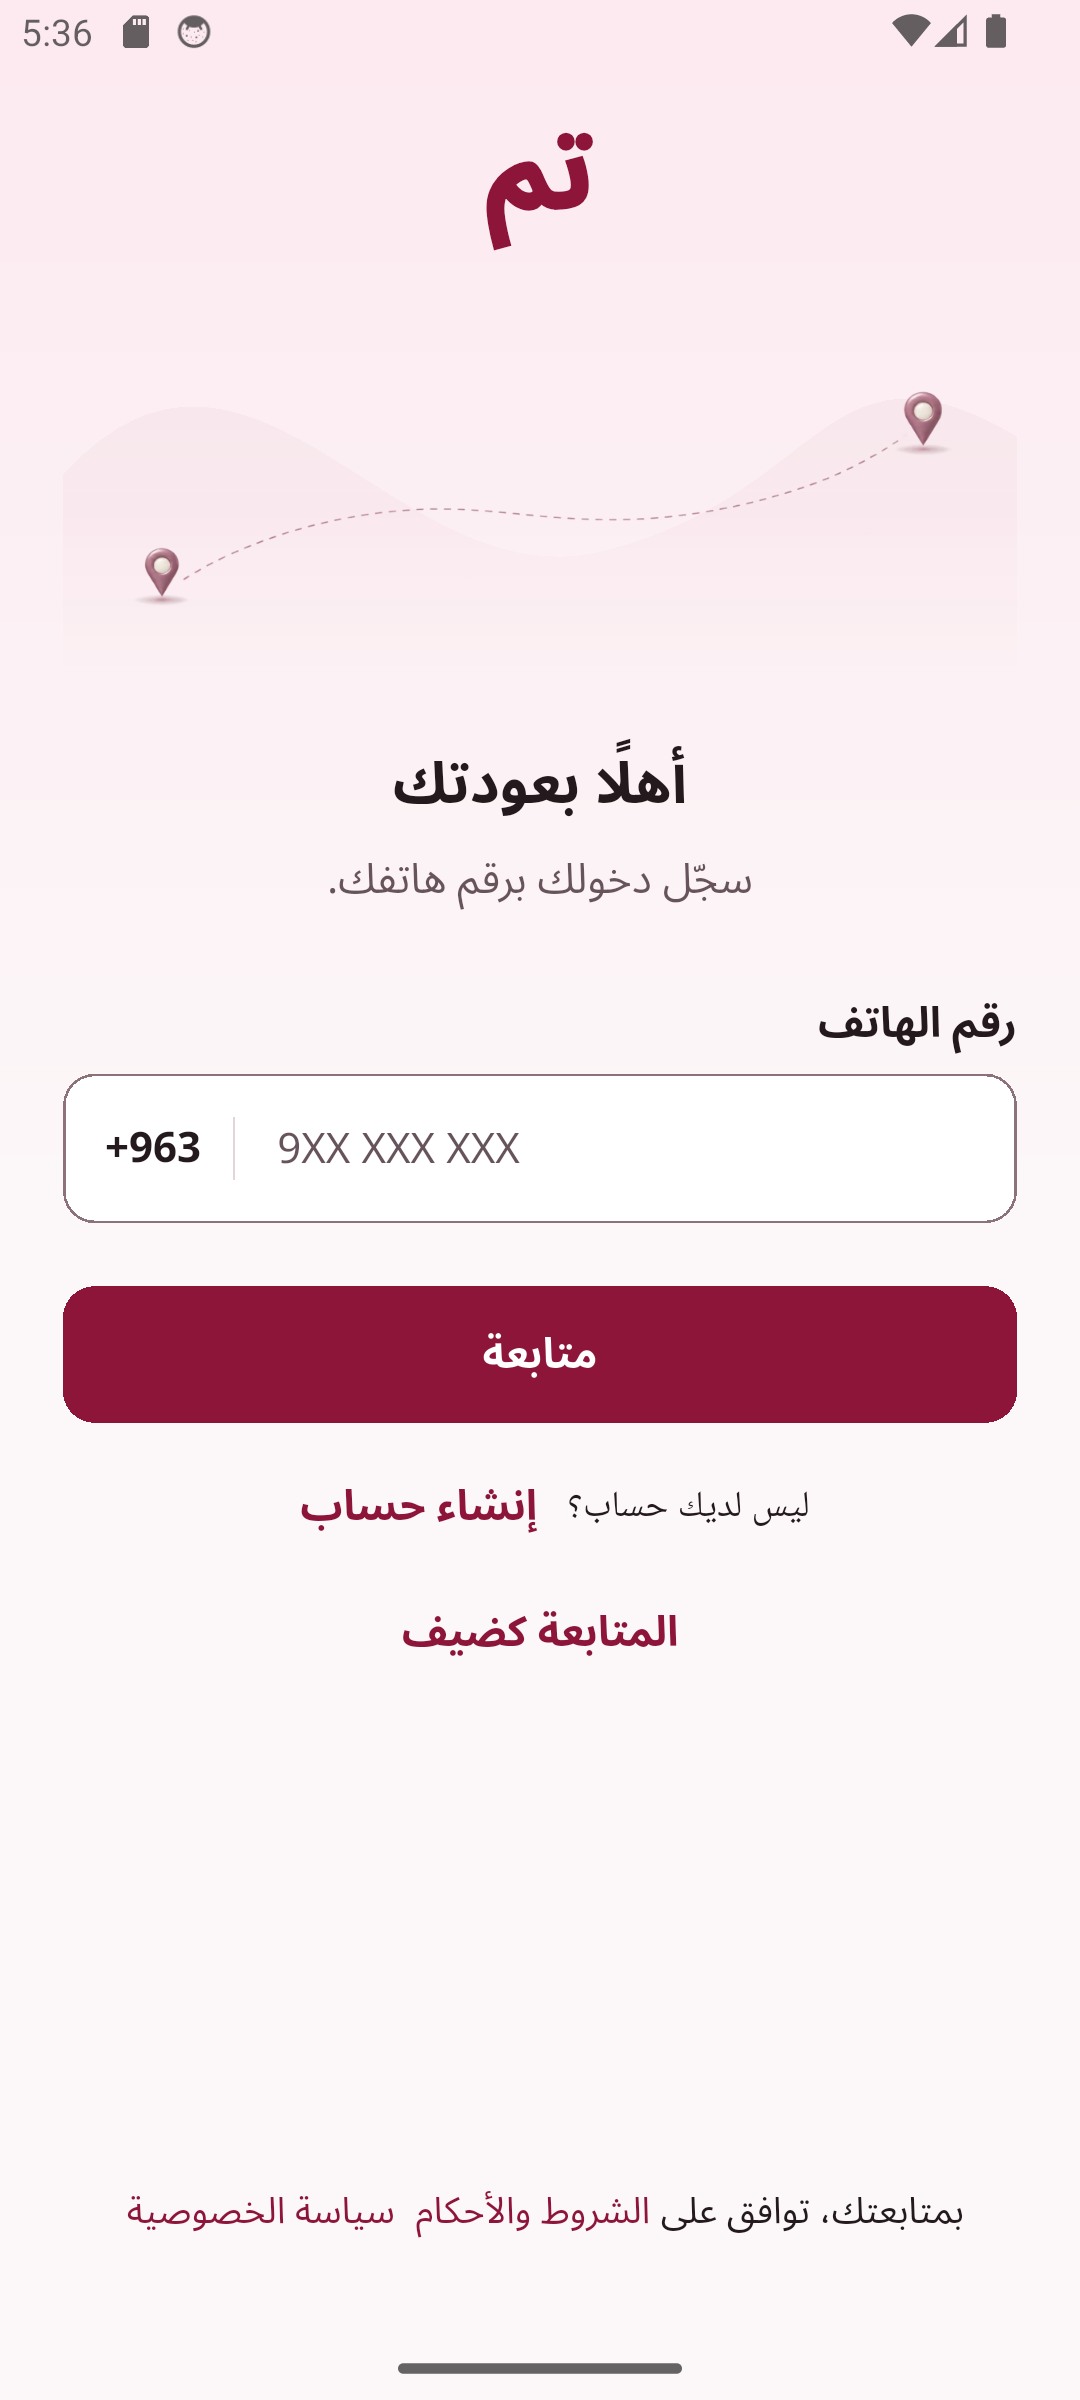 5:36
تم
أهلًا بعودتك
سجّل دخولك برقم هاتفك.
رقم الهاتف
+963 9XX XXX XXX
متابعة
ليس لديك حساب؟ إنشاء حساب
المتابعة كضيف
بمتابعتك، توافق على الشروط والأحكام سياسة الخصوصية